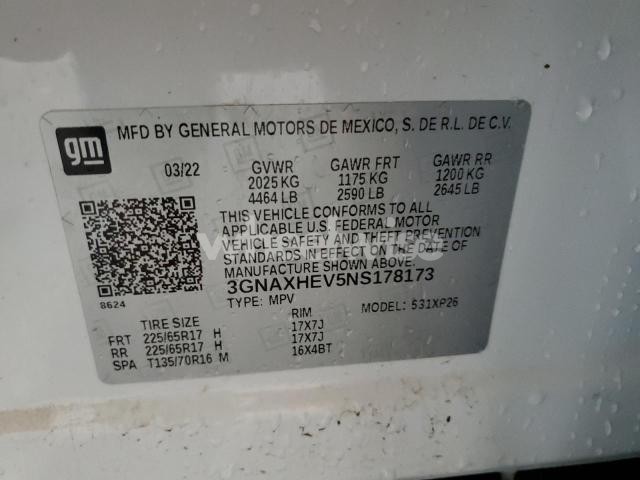 gm
MFD BY GENERAL MOTORS DE MEXICO, S. DE R.L. DE C.V.
03/22 GVWR GAWR FRT GAWR RR
2025 KG 1175 KG 1200 KG
4464 LB 2590 LB 2645 LB
THIS VEHICLE CONFORMS TO ALL
APPLICABLE U.S. FEDERAL MOTOR
VEHICLE SAFETY AND THEFT PREVENTION
STANDARDS IN EFFECT ON THE DATE OF
MANUFACTURE SHOWN ABOVE.
3GNAXHEV5NS178173
8624 TYPE: MPV MODEL: 531XP26
TIRE SIZE RIM
FRT 225/65R17 H 17X7J
RR 225/65R17 H 17X7J
SPA T135/70R16 M 16X4BT